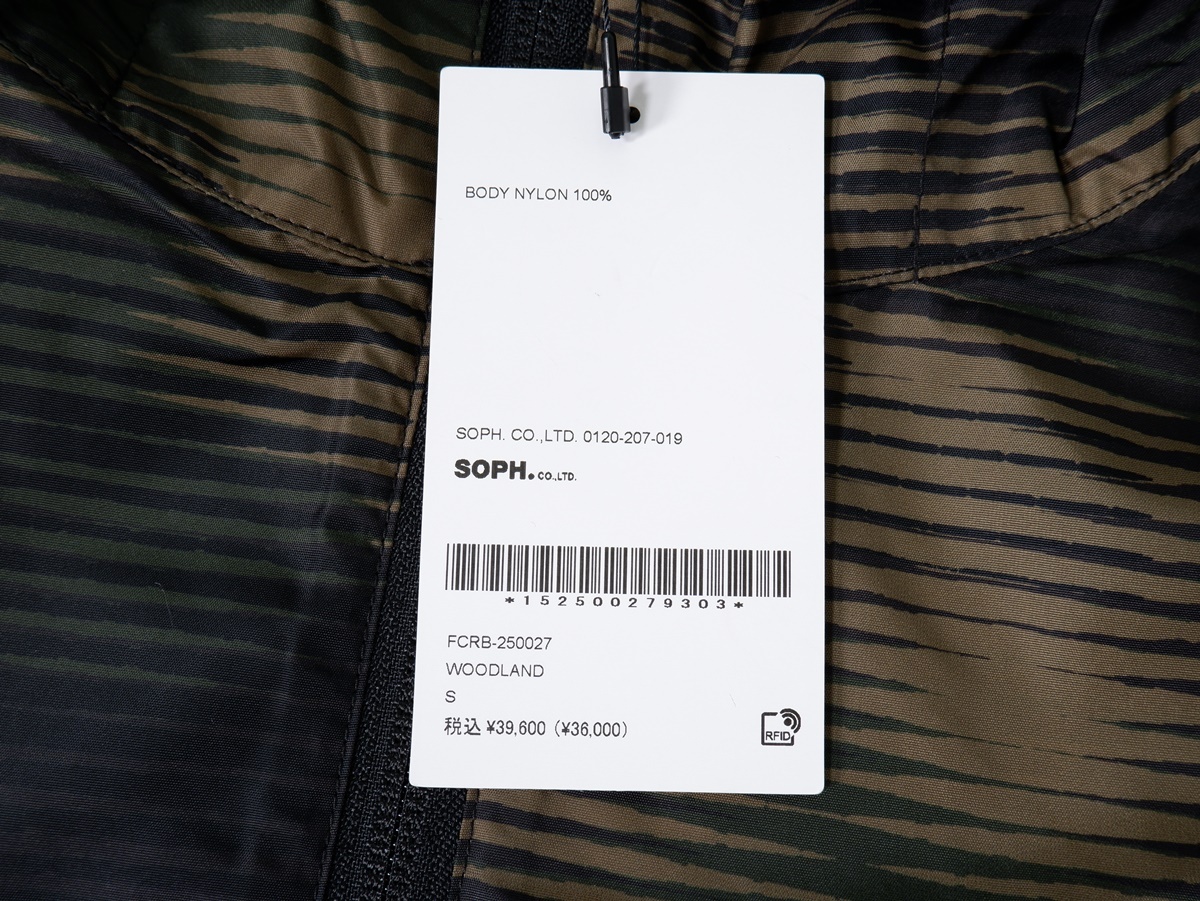 BODY NYLON 100%
SOPH. CO.,LTD. 0120-207-019
SOPH. CO.,LTD.
*152500279303*
FCRB-250027
WOODLAND
S
税込 ¥39,600 (¥36,000)
RFID